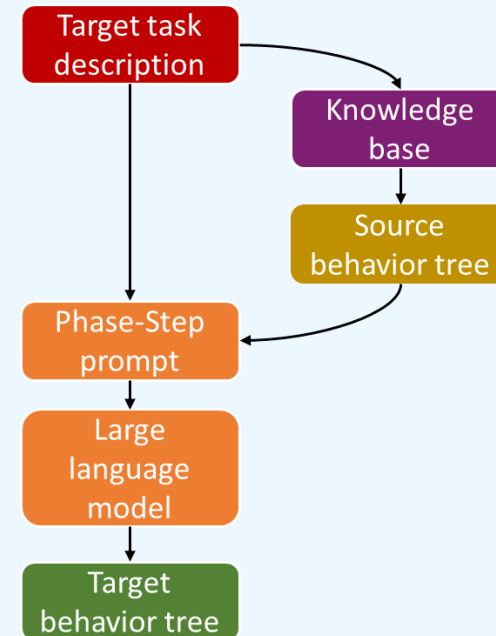 Target task
description
Knowledge
base
Source
behavior tree
Phase-Step
prompt
Large
language
model
Target
behavior tree